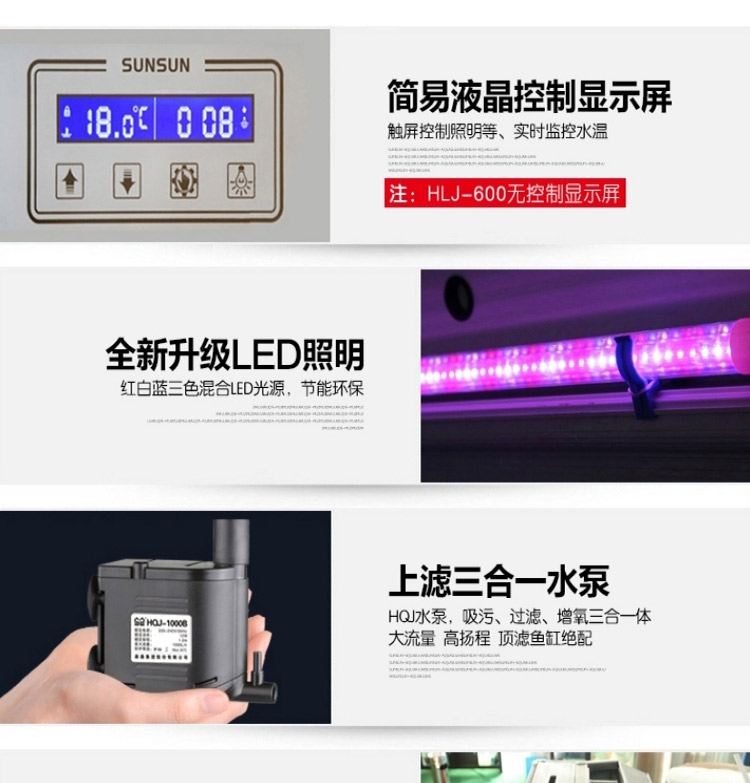 SUNSUN
18.0℃ 008
简易液晶控制显示屏
触屏控制照明等、实时监控水温
注：HLJ-600无控制显示屏
全新升级LED照明
红白蓝三色混合LED光源，节能环保
HQJ-1000B
上滤三合一水泵
HQJ水泵，吸污、过滤、增氧三合一体
大流量 高扬程 顶滤鱼缸绝配